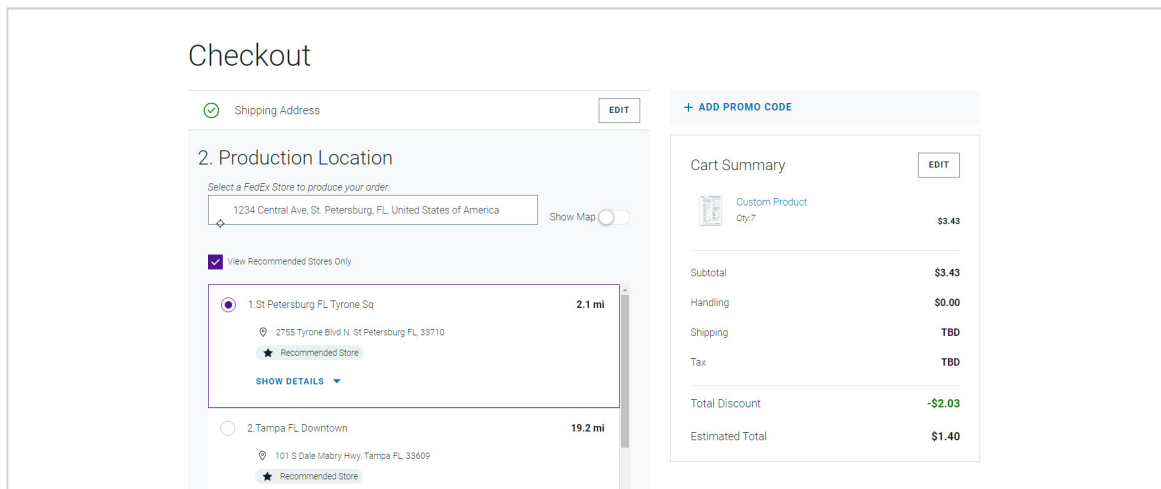 Checkout
Shipping Address
EDIT
2. Production Location
Select a FedEx Store to produce your order.
1234 Central Ave, St. Petersburg, FL, United States of America
Show Map
View Recommended Stores Only
1.St Petersburg FL Tyrone Sq
2.1 mi
2755 Tyrone Blvd N. St Petersburg FL, 33710
Recommended Store
SHOW DETAILS
2.Tampa FL Downtown
19.2 mi
101 S Dale Mabry Hwy. Tampa FL, 33609
Recommended Store
+ ADD PROMO CODE
Cart Summary
EDIT
Custom Product
Qty:7
$3.43
Subtotal
$3.43
Handling
$0.00
Shipping
TBD
Tax
TBD
Total Discount
-$2.03
Estimated Total
$1.40